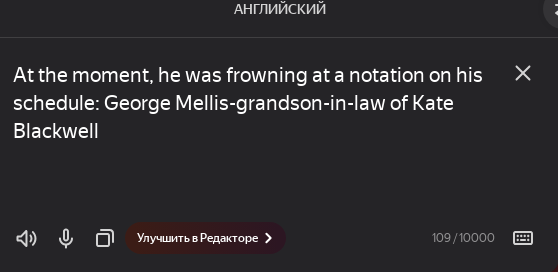 АНГЛИЙСКИЙ
At the moment, he was frowning at a notation on his
schedule: George Mellis-grandson-in-law of Kate
Blackwell
Улучшить в Редакторе
109/10000